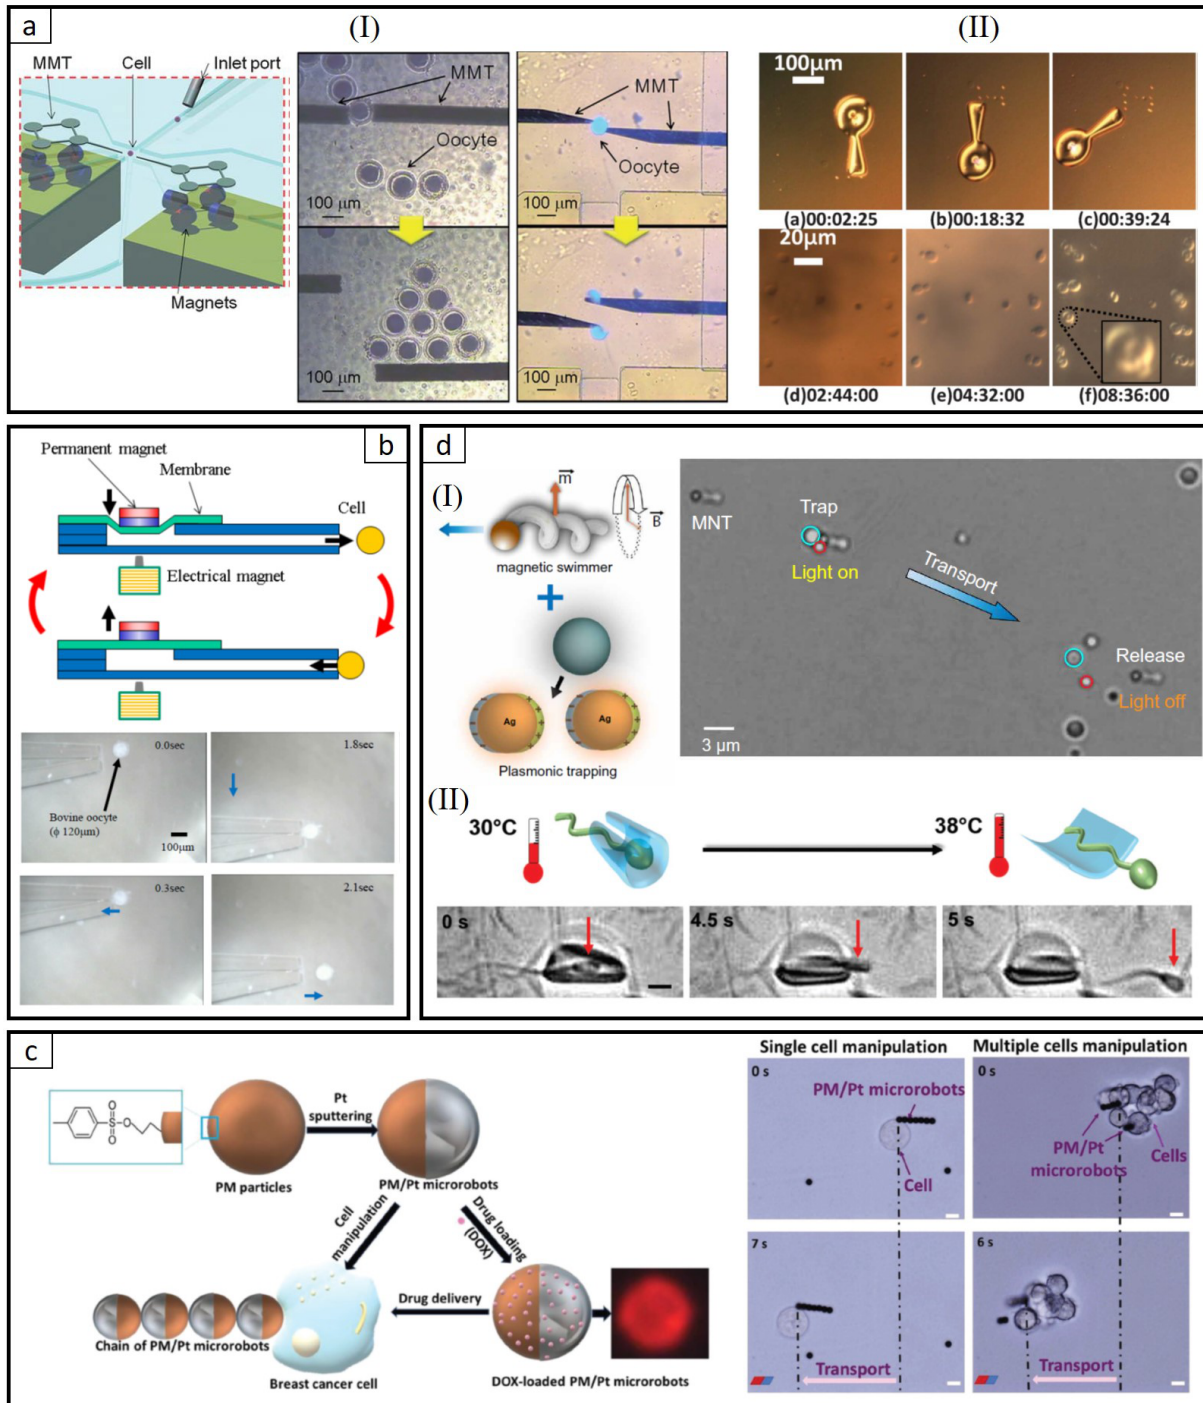 a
(I)
(II)
MMT
Cell
Inlet port
Magnets
MMT
Oocyte
100 μm
100 μm
MMT
Oocyte
100 μm
100 μm
100μm
(a)00:02:25
(b)00:18:32
(c)00:39:24
20μm
(d)02:44:00
(e)04:32:00
(f)08:36:00
b
Permanent magnet
Membrane
Cell
Electrical magnet
0.0sec
Bovine oocyte
(ϕ 120μm)
100μm
1.8sec
0.3sec
2.1sec
d
(I)
m
B
magnetic swimmer
+
Ag
Ag
Plasmonic trapping
MNT
Trap
Light on
Transport
Release
Light off
3 μm
(II)
30°C
38°C
0 s
4.5 s
5 s
c
O
S
O
O
PM particles
Pt
sputtering
PM/Pt microrobots
Cell
manipulation
Drug loading
(DOX)
Drug delivery
Chain of PM/Pt microrobots
Breast cancer cell
DOX-loaded PM/Pt microrobots
Single cell manipulation
0 s
PM/Pt microrobots
Cell
7 s
Transport
Multiple cells manipulation
0 s
PM/Pt
microrobots
Cells
6 s
Transport